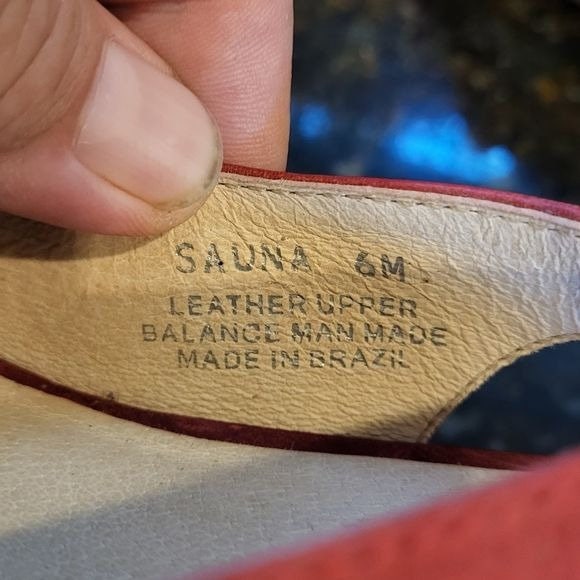 SAUNA 6M
LEATHER UPPER
BALANCE MAN MADE
MADE IN BRAZIL